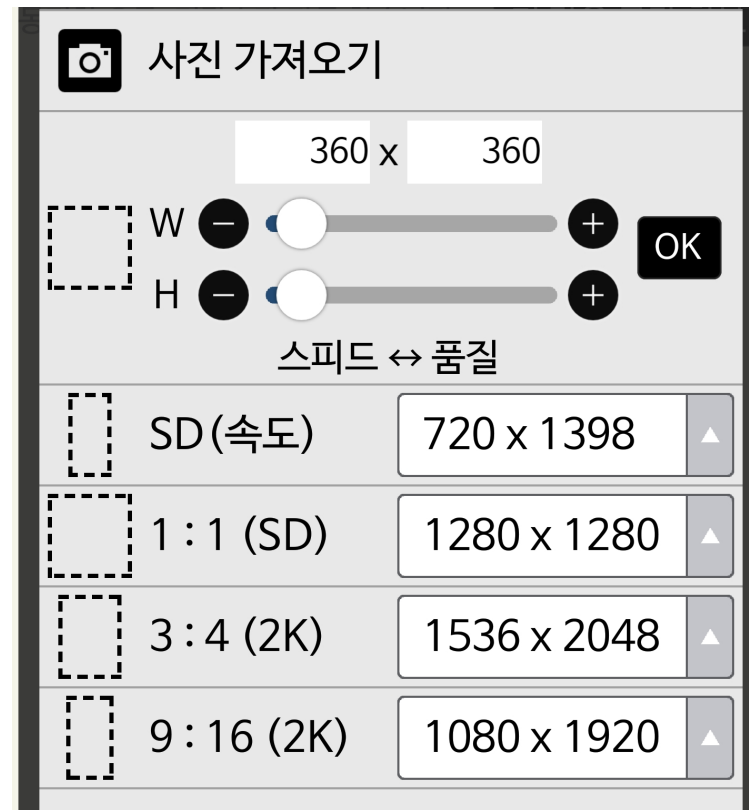 사진 가져오기
360 x 360
W
OK
H
스피드 ↔ 품질
SD (속도) 720 x 1398
1 : 1 (SD) 1280 x 1280
3 : 4 (2K) 1536 x 2048
9 : 16 (2K) 1080 x 1920